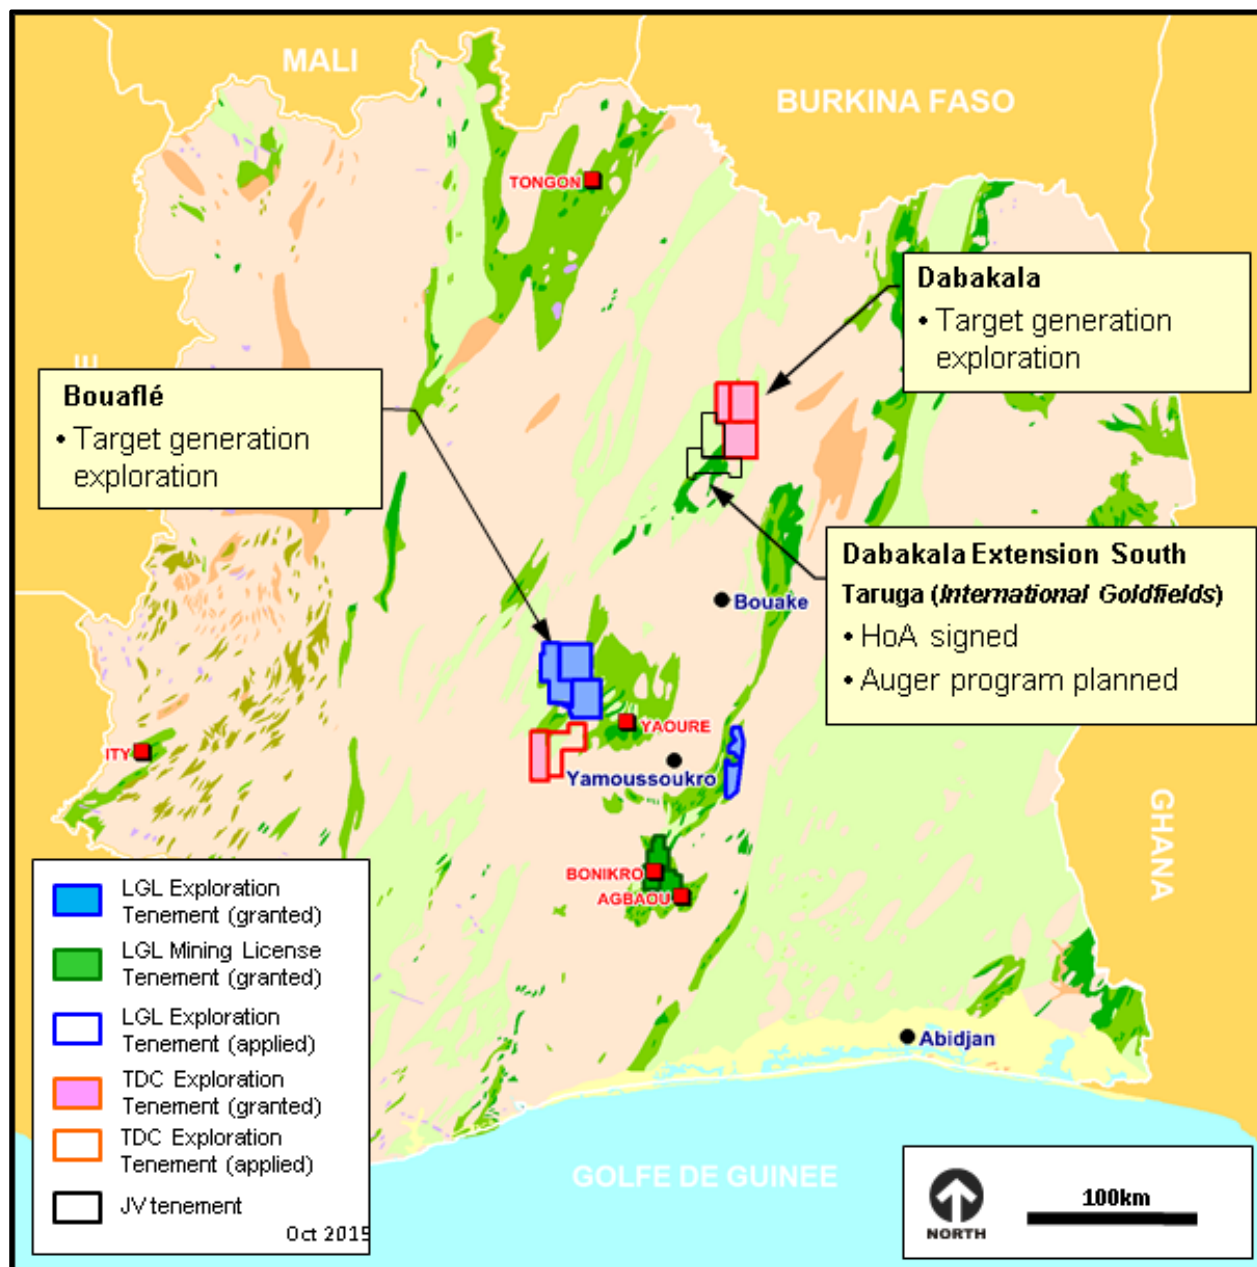 MALI
BURKINA FASO
TONGON
Dabakala
• Target generation
exploration
Bouaflé
• Target generation
exploration
Dabakala Extension South
Taruga (International Goldfields)
• HoA signed
• Auger program planned
Bouake
YAOURE
ITY
Yamoussoukro
GHANA
BONIKRO
AGBAOU
LGL Exploration
Tenement (granted)
LGL Mining License
Tenement (granted)
LGL Exploration
Tenement (applied)
TDC Exploration
Tenement (granted)
TDC Exploration
Tenement (applied)
JV tenement
Oct 2015
Abidjan
GOLFE DE GUINEE
NORTH
100km